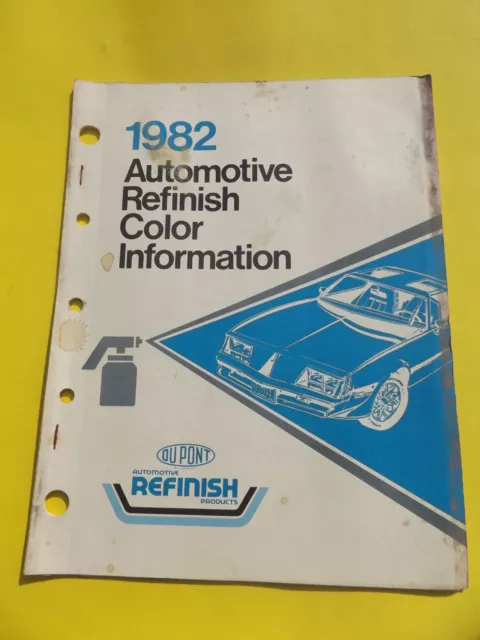 1982
Automotive
Refinish
Color
Information
DU PONT
AUTOMOTIVE
REFINISH
PRODUCTS